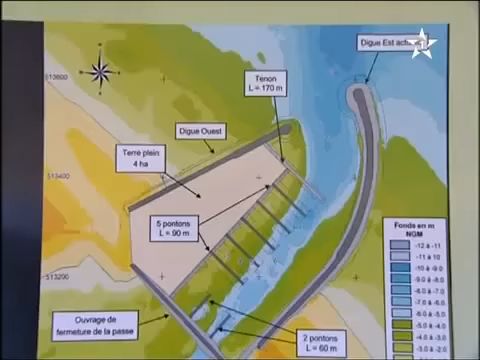 Digue Est
Tenon
L = 170 m
513600
Digue Ouest
Terre plein
4 ha
513400
5 pontons
L = 90 m
Fonds en m
NGM
-12 à -11
-11 à 10
-10 à -9.0
-9.0 à -8.0
-8.0 à -7.0
-7.0 à -6.0
-6.0 à -5.0
-5.0 à -4.0
-4.0 à -3.0
-3.0 à -2.0
513200
Ouvrage de
fermeture de la passe
2 pontons
L = 60 m